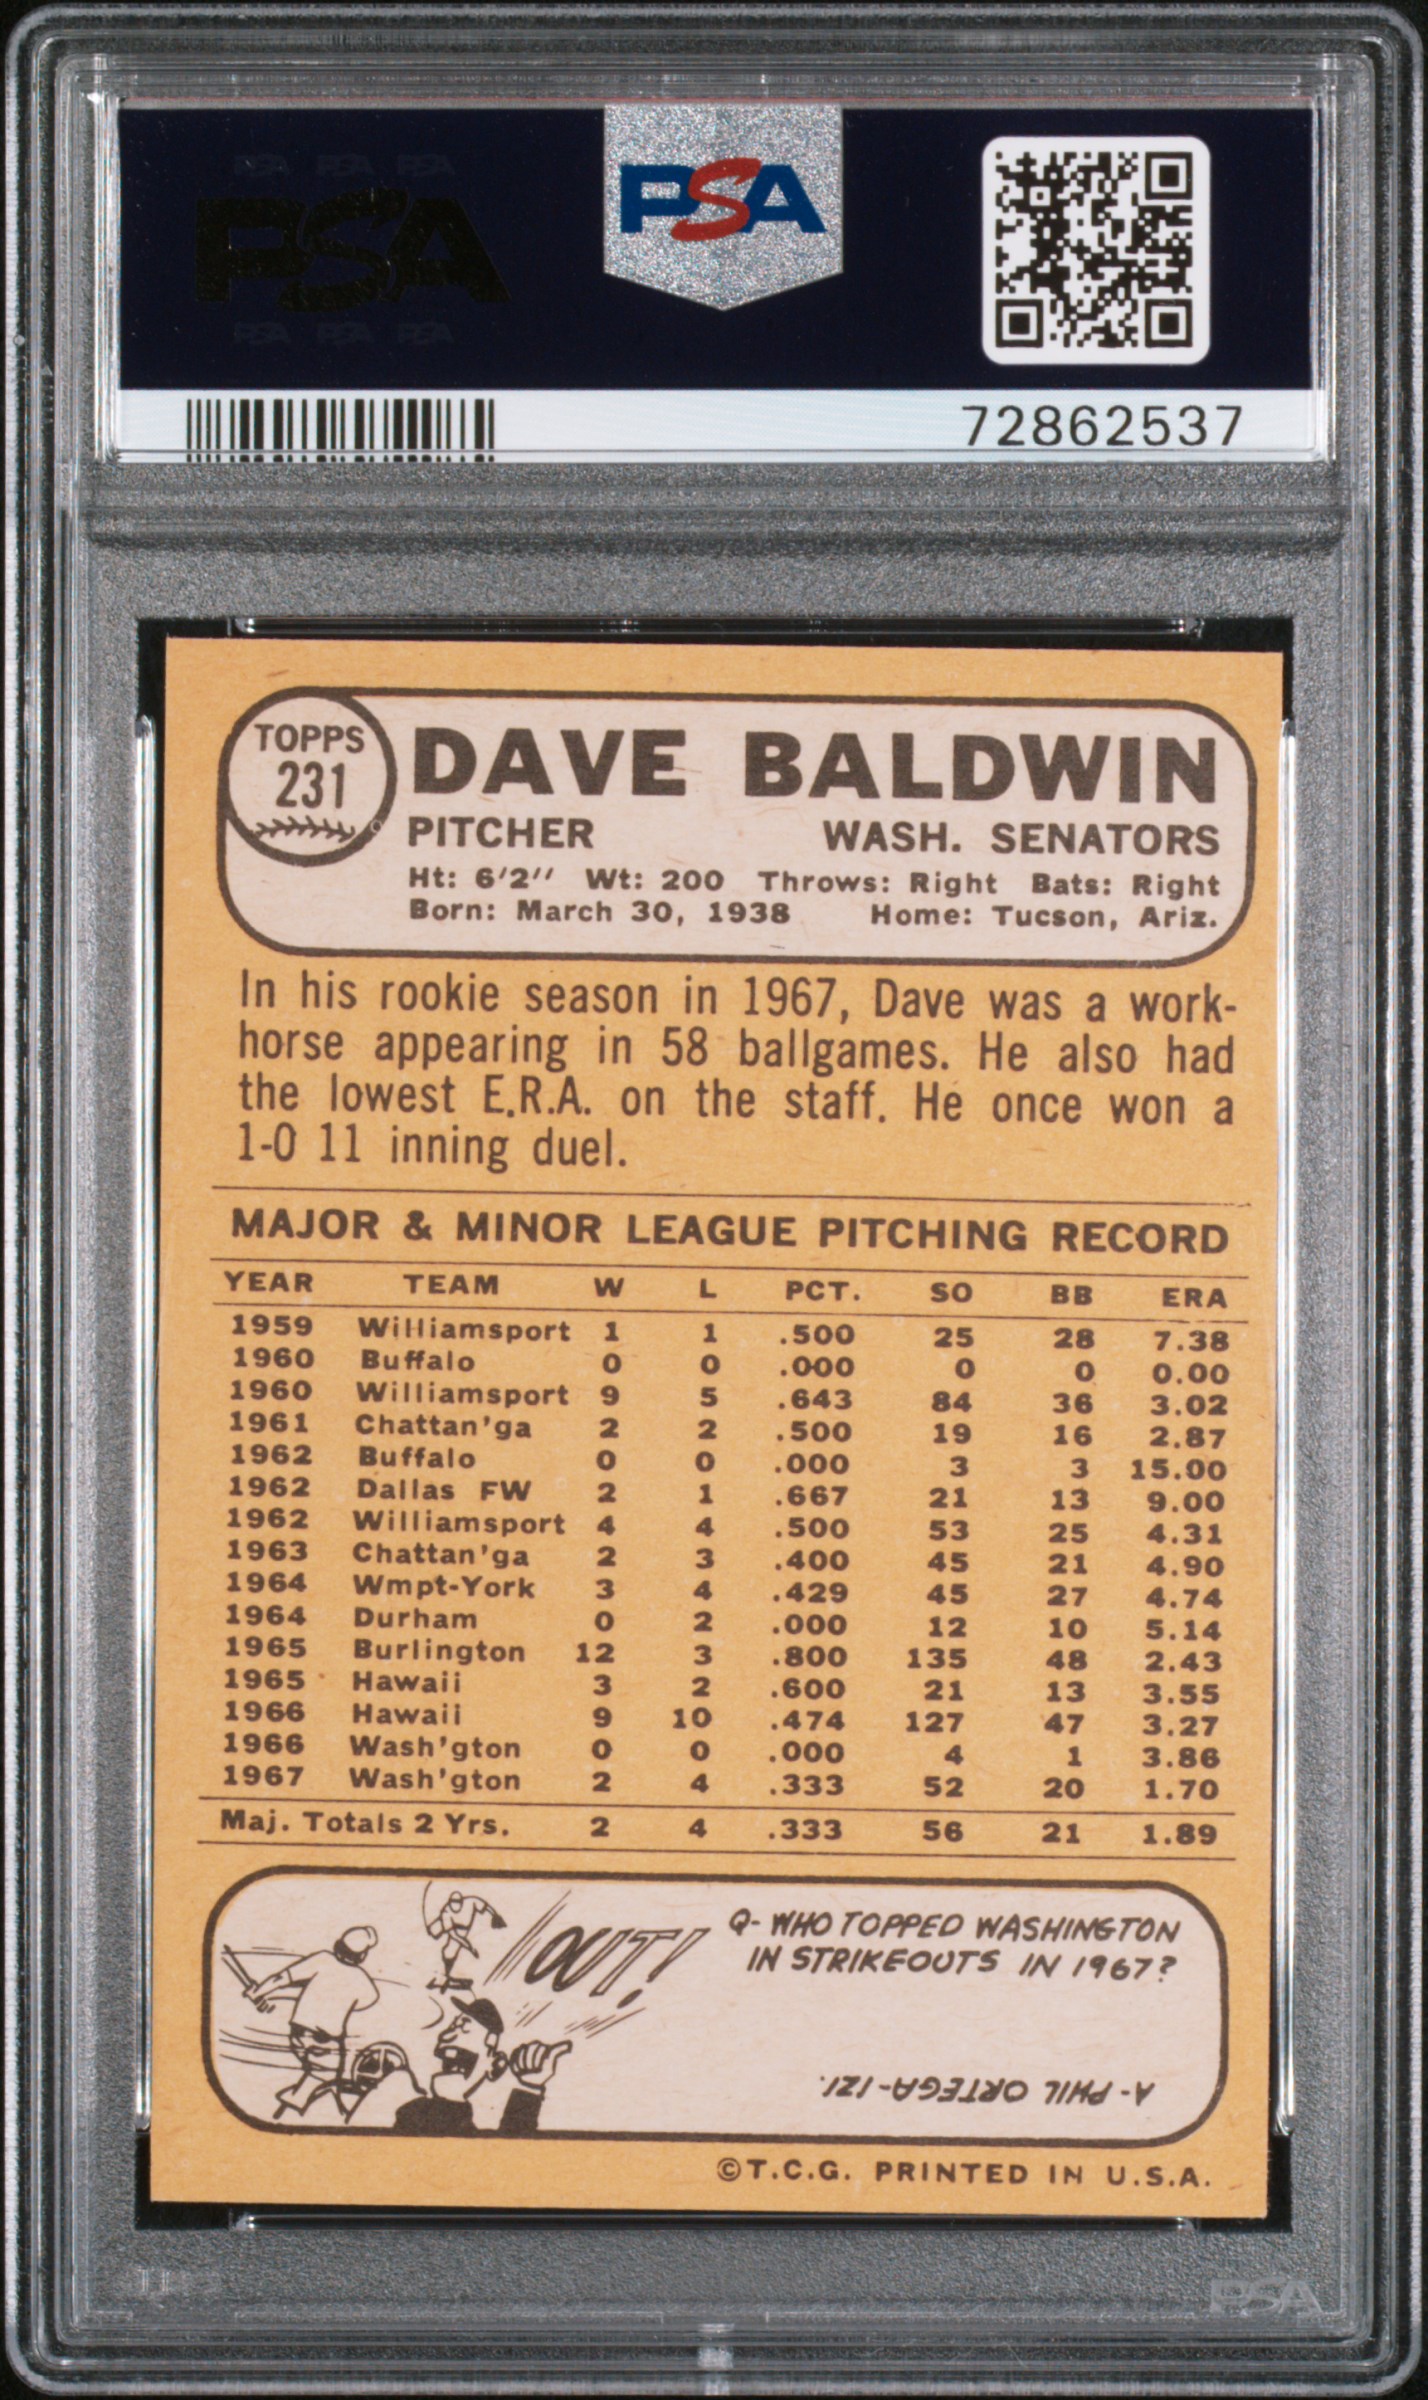 PSA PSA PSA
PSA
PSA PSA PSA
PSA
72862537
TOPPS
231
DAVE BALDWIN
PITCHER WASH. SENATORS
Ht: 6'2" Wt: 200 Throws: Right Bats: Right
Born: March 30, 1938 Home: Tucson, Ariz.
In his rookie season in 1967, Dave was a work-
horse appearing in 58 ballgames. He also had
the lowest E.R.A. on the staff. He once won a
1-0 11 inning duel.
MAJOR & MINOR LEAGUE PITCHING RECORD
YEAR TEAM W L PCT. SO BB ERA
1959 Williamsport 1 1 .500 25 28 7.38
1960 Buffalo 0 0 .000 0 0 0.00
1960 Williamsport 9 5 .643 84 36 3.02
1961 Chattan'ga 2 2 .500 19 16 2.87
1962 Buffalo 0 0 .000 3 3 15.00
1962 Dallas FW 2 1 .667 21 13 9.00
1962 Williamsport 4 4 .500 53 25 4.31
1963 Chattan'ga 2 3 .400 45 21 4.90
1964 Wmpt-York 3 4 .429 45 27 4.74
1964 Durham 0 2 .000 12 10 5.14
1965 Burlington 12 3 .800 135 48 2.43
1965 Hawaii 3 2 .600 21 13 3.55
1966 Hawaii 9 10 .474 127 47 3.27
1966 Wash'gton 0 0 .000 4 1 3.86
1967 Wash'gton 2 4 .333 52 20 1.70
Maj. Totals 2 Yrs. 2 4 .333 56 21 1.89
OUT!
Q- WHO TOPPED WASHINGTON
IN STRIKEOUTS IN 1967?
A- PHIL ORTEGA-121.
©T.C.G. PRINTED IN U.S.A.
PSA